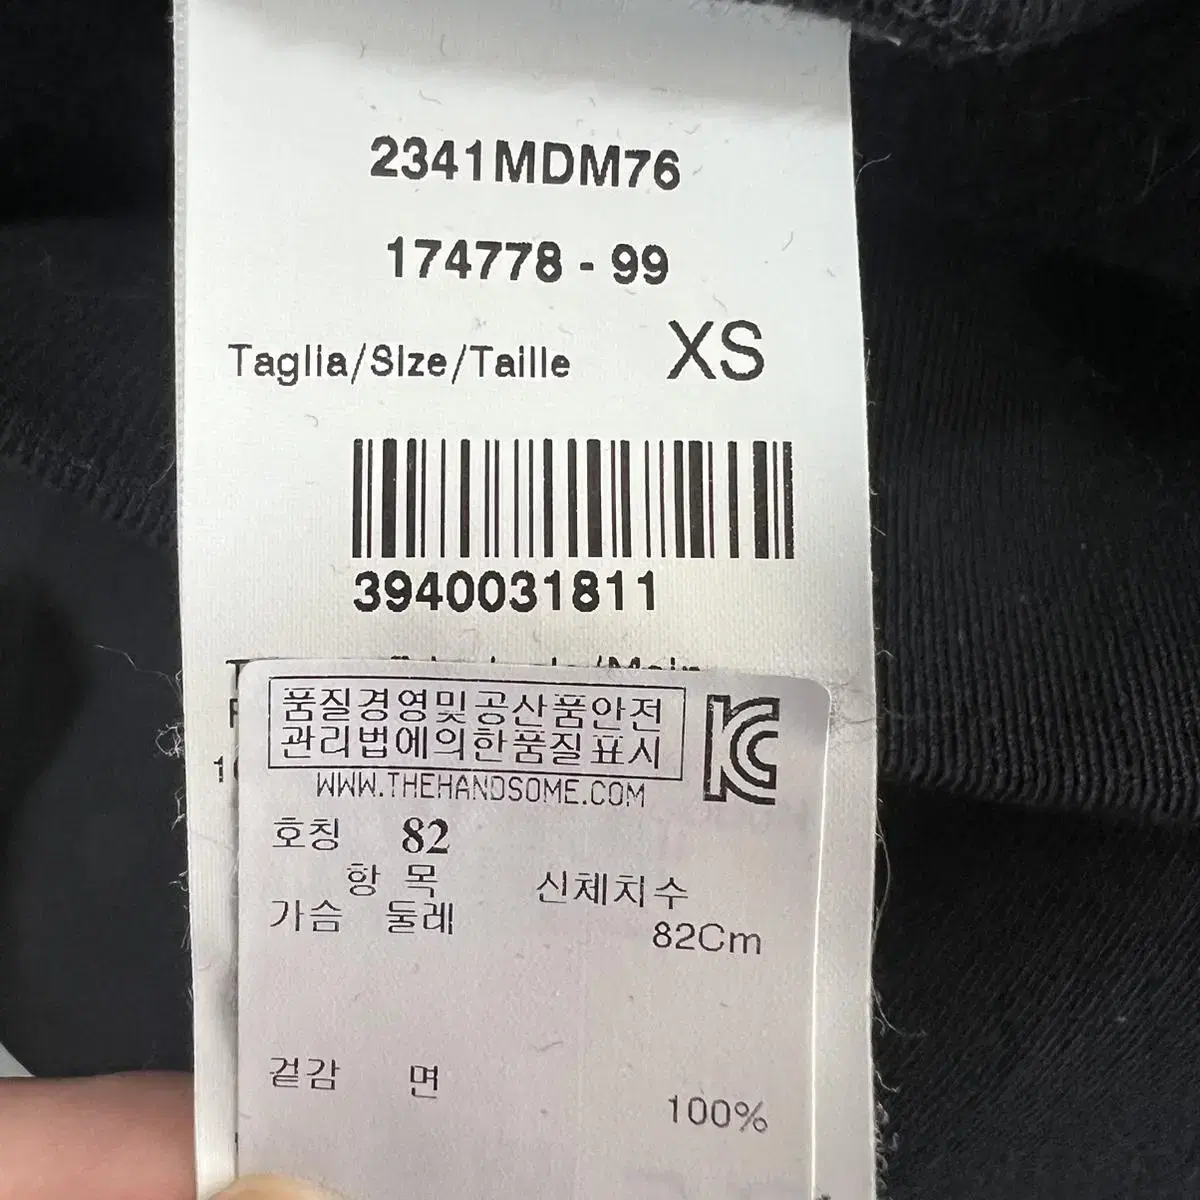 2341MDM76
174778 - 99
Taglia/Size/Taille XS
3940031811
품질경영및공산품안전
관리법에의한품질표시
WWW.THEHANDSOME.COM
호칭 82
항 목 신체치수
가슴 둘레 82Cm
겉감 면 100%